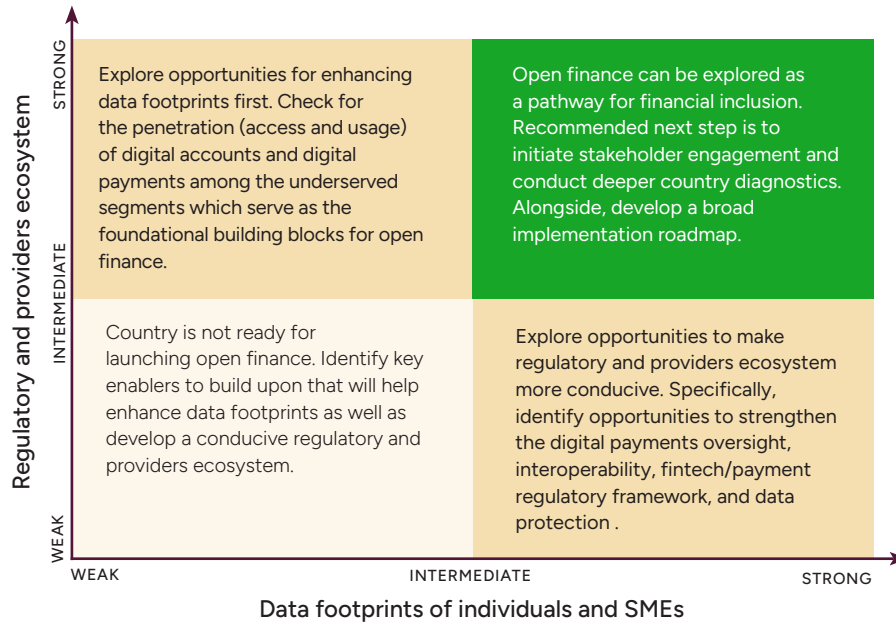 Regulatory and providers ecosystem
STRONG
INTERMEDIATE
WEAK
Explore opportunities for enhancing
data footprints first. Check for
the penetration (access and usage)
of digital accounts and digital
payments among the underserved
segments which serve as the
foundational building blocks for open
finance.
Open finance can be explored as
a pathway for financial inclusion.
Recommended next step is to
initiate stakeholder engagement and
conduct deeper country diagnostics.
Alongside, develop a broad
implementation roadmap.
Country is not ready for
launching open finance. Identify key
enablers to build upon that will help
enhance data footprints as well as
develop a conducive regulatory and
providers ecosystem.
Explore opportunities to make
regulatory and providers ecosystem
more conducive. Specifically,
identify opportunities to strengthen
the digital payments oversight,
interoperability, fintech/payment
regulatory framework, and data
protection .
WEAK
INTERMEDIATE
STRONG
Data footprints of individuals and SMEs